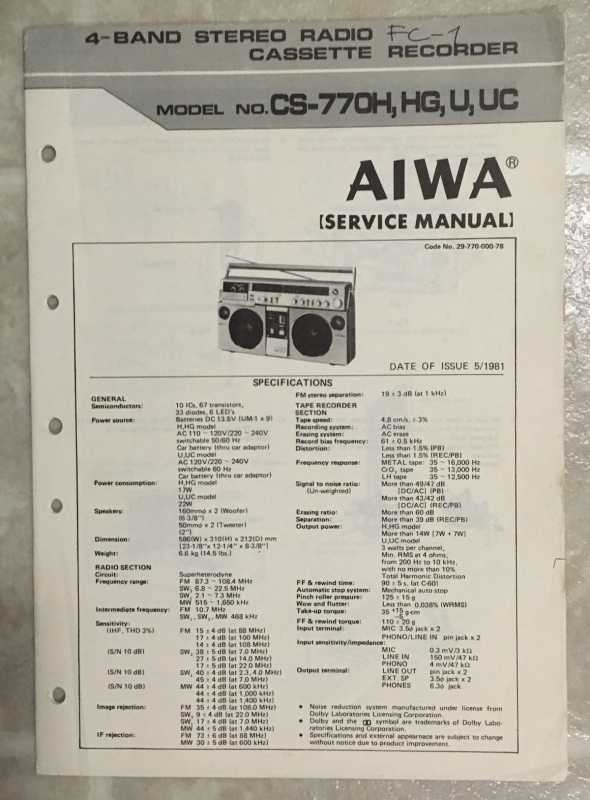 4-BAND STEREO RADIO FC-1
CASSETTE RECORDER
MODEL NO. CS-770H, HG, U, UC
AIWA®
[SERVICE MANUAL]
Code No. 29-770-000-78
DATE OF ISSUE 5/1981
SPECIFICATIONS
GENERAL
Semiconductors: 10 ICs, 67 transistors,
33 diodes, 6 LED's
Power source: Batteries DC 13.5V (UM-1 x 9)
H,HG model
AC 110 ~ 120V/220 ~ 240V
switchable 50/60 Hz
Car battery (thru car adaptor)
U,UC model
AC 120V/220 ~ 240V
switchable 60 Hz
Car battery (thru car adaptor)
Power consumption: H,HG model
17W
U,UC model
22W
Speakers: 160mmø x 2 (Woofer)
(6 3/8")
50mmø x 2 (Tweeter)
(2")
Dimension: 586(W) x 310(H) x 212(D) mm
(23-1/8" x 12-1/4" x 8-3/8")
Weight: 6.6 kg (14.5 lbs.)
RADIO SECTION
Circuit: Superheterodyne
Frequency range: FM 87.3 ~ 108.4 MHz
SW₂ 6.8 ~ 22.5 MHz
SW₁ 2.1 ~ 7.3 MHz
MW 515 ~ 1,650 kHz
Intermediate frequency: FM 10.7 MHz
SW₂, SW₁, MW 468 kHz
Sensitivity:
(IHF, THD 3%) FM 15 ± 4 dB (at 88 MHz)
17 ± 4 dB (at 100 MHz)
14 ± 4 dB (at 108 MHz)
(S/N 10 dB) SW₂ 38 ± 5 dB (at 7.0 MHz)
27 ± 5 dB (at 14.0 MHz)
17 ± 5 dB (at 22.0 MHz)
(S/N 10 dB) SW₁ 40 ± 4 dB (at 2.3, 4.0 MHz)
45 ± 4 dB (at 7.0 MHz)
(S/N 10 dB) MW 44 ± 4 dB (at 600 kHz)
44 ± 4 dB (at 1,000 kHz)
44 ± 4 dB (at 1,400 kHz)
Image rejection: FM 35 ± 4 dB (at 106.0 MHz)
SW₂ 9 ± 4 dB (at 22.0 MHz)
SW₁ 17 ± 4 dB (at 7.0 MHz)
MW 44 ± 5 dB (at 1,440 kHz)
IF rejection: FM 73 ± 6 dB (at 88 MHz)
MW 30 ± 5 dB (at 600 kHz)
FM stereo separation: 19 ± 3 dB (at 1 kHz)
TAPE RECORDER
SECTION
Tape speed: 4.8 cm/s, ± 3%
Recording system: AC bias
Erasing system: AC erase
Record bias frequency: 61 ± 0.5 kHz
Distortion: Less than 1.5% (PB)
Less than 1.5% (REC/PB)
Frequency response: METAL tape: 35 ~ 16,000 Hz
CrO₂ tape : 35 ~ 13,000 Hz
LH tape : 35 ~ 12,500 Hz
Signal to noise ratio: More than 49/47 dB
(Un-weighted) [DC/AC] (PB)
More than 43/42 dB
[DC/AC] (REC/PB)
Erasing ratio: More than 60 dB
Separation: More than 39 dB (REC/PB)
Output power: H,HG model
More than 14W [7W + 7W]
U,UC model
3 watts per channel,
Min. RMS at 4 ohms,
from 200 Hz to 10 kHz,
with no more than 10%
Total Harmonic Distortion
FF & rewind time: 90 ± 5 s. (at C-60)
Automatic stop system: Mechanical auto stop
Pinch roller pressure: 125 ± 15 g
Wow and flutter: Less than 0.038% (WRMS)
Take-up torque: 35 +15 g-cm
FF & rewind torque: 110 ± 20 g
Input terminal: MIC 3.5ø jack x 2
PHONO/LINE IN pin jack x 2
Input sensitivity/impedance:
MIC 0.3 mV/3 kΩ
LINE IN 150 mV/47 kΩ
PHONO 4 mV/47 kΩ
Output terminal: LINE OUT pin jack x 2
EXT. SP 3.5ø jack x 2
PHONES 6.3ø jack
• Noise reduction system manufactured under license from
Dolby Laboratories Licensing Corporation.
• Dolby and the symbol are trademarks of Dolby Labo-
ratories Licensing Corporation.
• Specifications and external appearnace are subject to change
without notice due to product improvement.